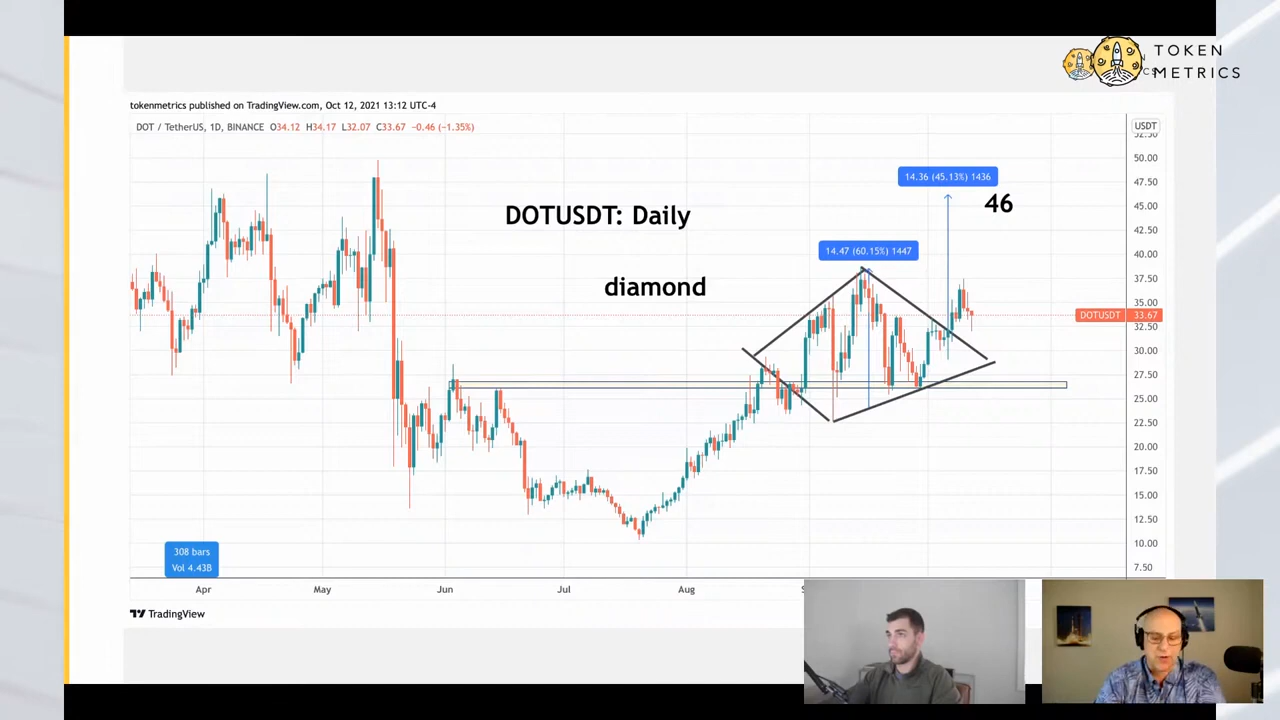 TOKEN
METRICS
tokenmetrics published on TradingView.com, Oct 12, 2021 13:12 UTC-4
DOT / TetherUS, 1D, BINANCE O34.12 H34.17 L32.07 C33.67 −0.46 (−1.35%)
USDT
52.50
50.00
47.50
45.00
42.50
40.00
37.50
35.00
DOTUSDT 33.67
32.50
30.00
27.50
25.00
22.50
20.00
17.50
15.00
12.50
10.00
7.50
14.36 (45.13%) 1436
46
DOTUSDT: Daily
14.47 (60.15%) 1447
diamond
308 bars
Vol 4.43B
Apr May Jun Jul Aug
TradingView